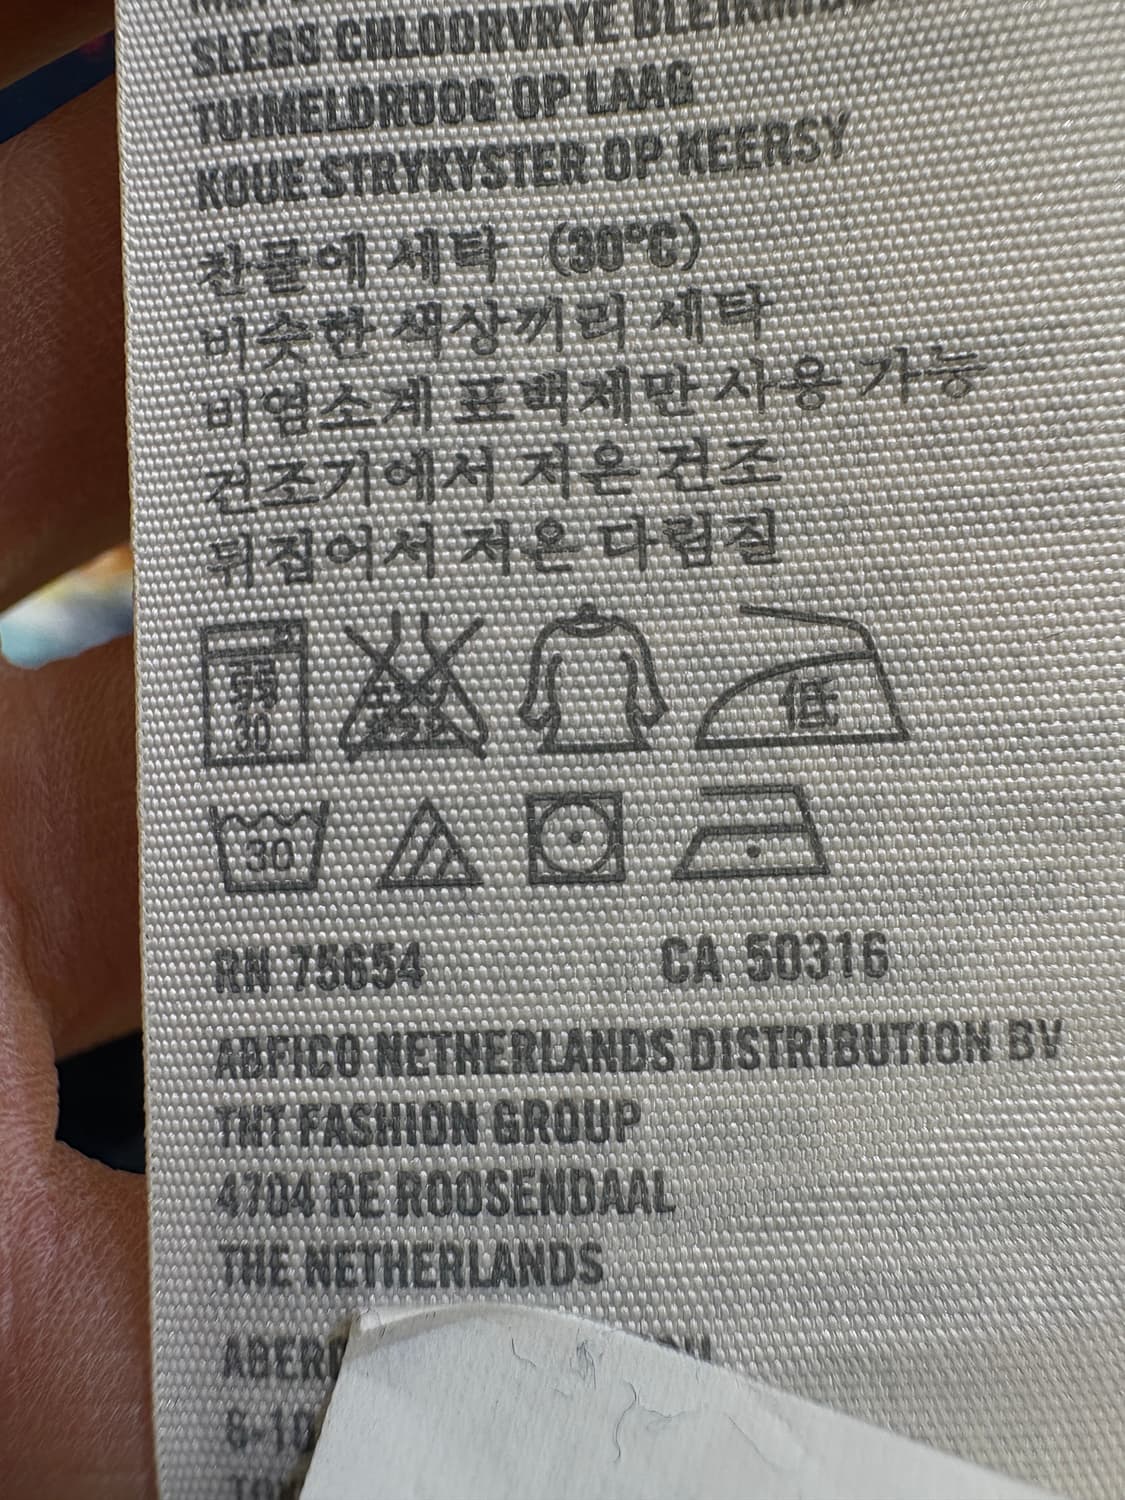 SLEGS CHLOORVRYE
TUIMELDROOG OP LAAG
KOUE STRYKYSTER OP KEERSY
찬물에 세탁 (30°C)
비슷한 색상끼리 세탁
비염소계 표백제만 사용 가능
건조기에서 저온 건조
뒤집어서 저온 다림질
弱 30 低
30
RN 75654 CA 50316
ADFICO NETHERLANDS DISTRIBUTION BV
TNT FASHION GROUP
4704 RE ROOSENDAAL
THE NETHERLANDS